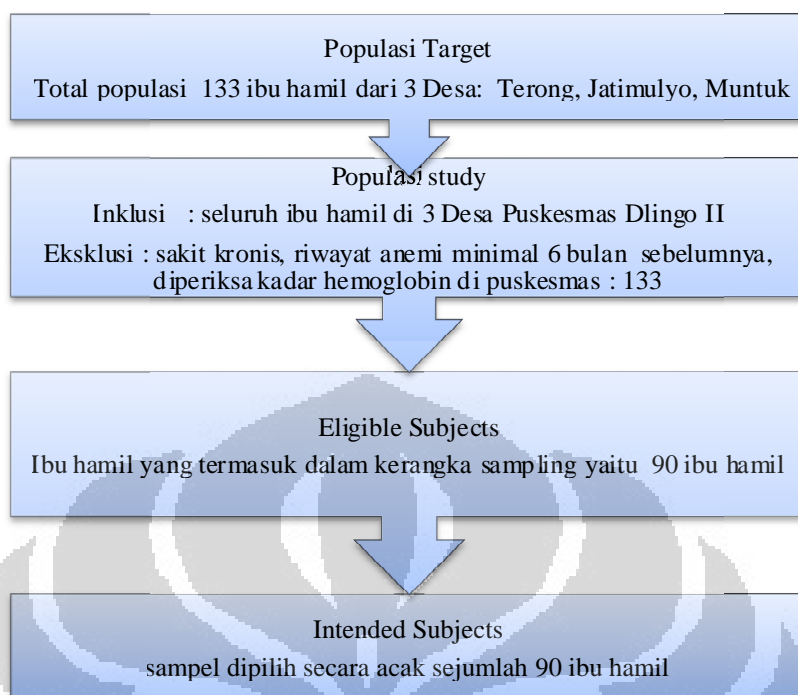 Populasi Target
Total populasi 133 ibu hamil dari 3 Desa: Terong, Jatimulyo, Muntuk
Populasi study
Inklusi : seluruh ibu hamil di 3 Desa Puskesmas Dlingo II
Eksklusi : sakit kronis, riwayat anemi minimal 6 bulan sebelumnya,
diperiksa kadar hemoglobin di puskesmas : 133
Eligible Subjects
Ibu hamil yang termasuk dalam kerangka sampling yaitu 90 ibu hamil
Intended Subjects
sampel dipilih secara acak sejumlah 90 ibu hamil